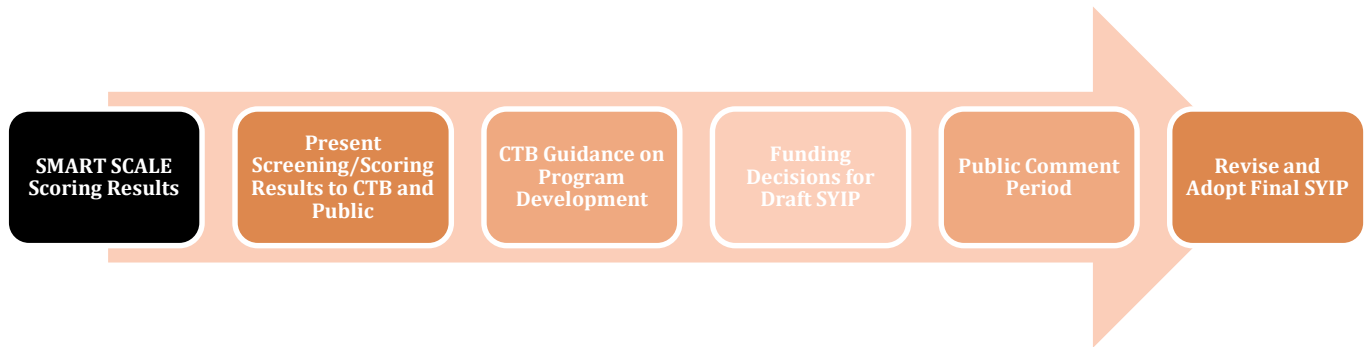 SMART SCALE
Scoring Results
Present
Screening/Scoring
Results to CTB and
Public
CTB Guidance on
Program
Development
Funding
Decisions for
Draft SYIP
Public Comment
Period
Revise and
Adopt Final SYIP